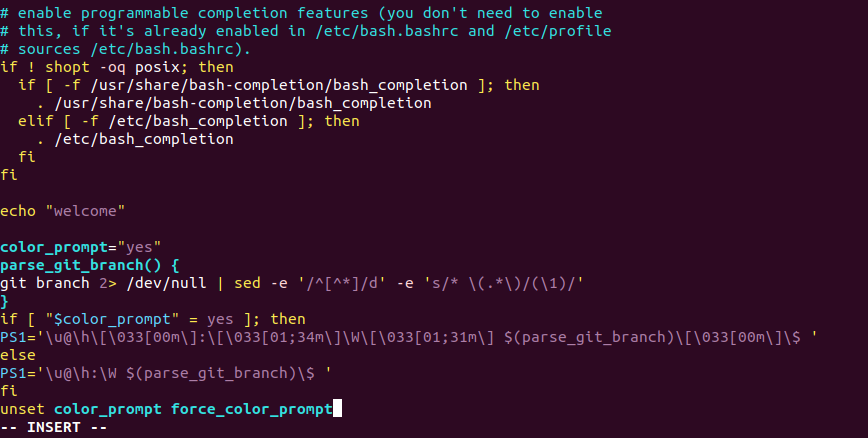 # enable programmable completion features (you don't need to enable
# this, if it's already enabled in /etc/bash.bashrc and /etc/profile
# sources /etc/bash.bashrc).
if ! shopt -oq posix; then
  if [ -f /usr/share/bash-completion/bash_completion ]; then
    . /usr/share/bash-completion/bash_completion
  elif [ -f /etc/bash_completion ]; then
    . /etc/bash_completion
  fi
fi

echo "welcome"

color_prompt="yes"
parse_git_branch() {
git branch 2> /dev/null | sed -e '/^[^*]/d' -e 's/* \(.*\)/(\1)/'
}
if [ "$color_prompt" = yes ]; then
PS1='\u@\h\[\033[00m\]:\[\033[01;34m\]\W\[\033[01;31m\] $(parse_git_branch)\[\033[00m\]\$ '
else
PS1='\u@\h:\W $(parse_git_branch)\$ '
fi
unset color_prompt force_color_prompt
-- INSERT --